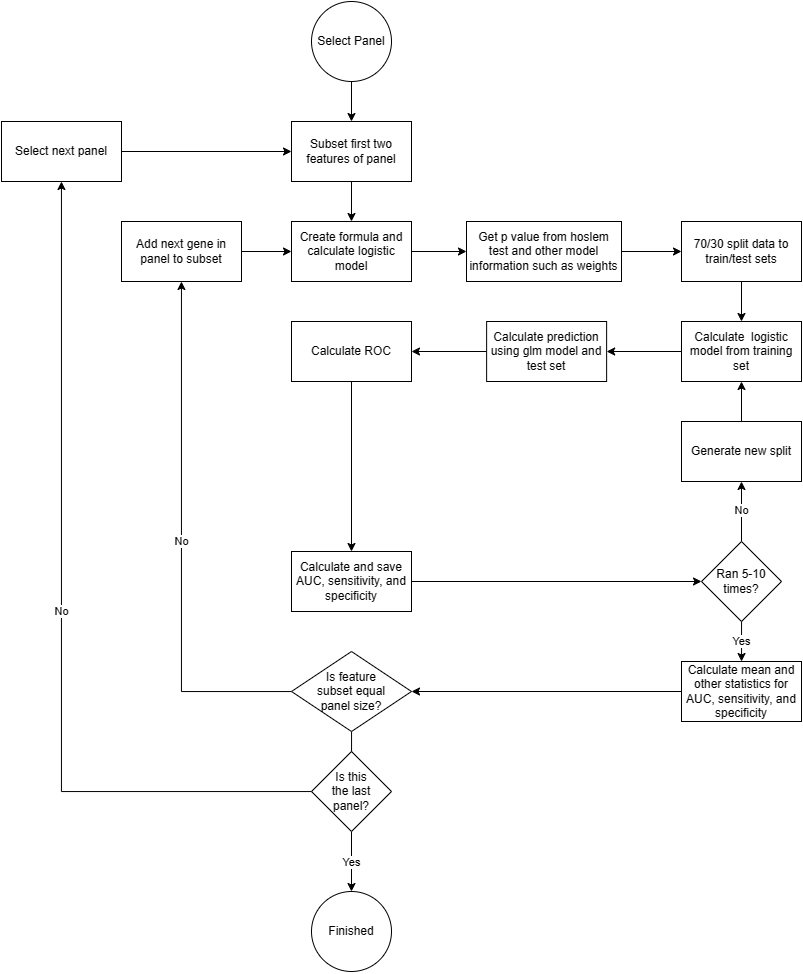 Select Panel
Select next panel
Subset first two
features of panel
Add next gene in
panel to subset
Create formula and
calculate logistic
model
Get p value from hoslem
test and other model
information such as weights
70/30 split data to
train/test sets
Calculate ROC
Calculate prediction
using glm model and
test set
Calculate logistic
model from training
set
Generate new split
No
No
Calculate and save
AUC, sensitivity, and
specificity
Ran 5-10
times?
No
Yes
Is feature
subset equal
panel size?
Calculate mean and
other statistics for
AUC, sensitivity, and
specificity
Is this
the last
panel?
Yes
Finished